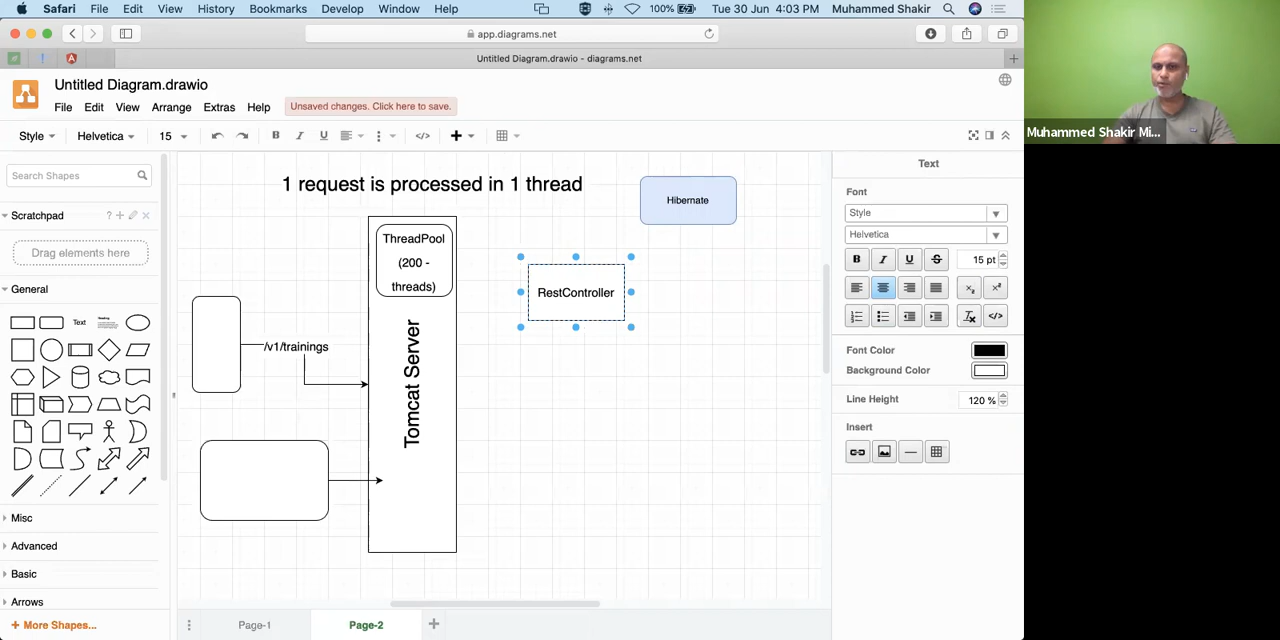 Safari File Edit View History Bookmarks Develop Window Help 100% Tue 30 Jun 4:03 PM Muhammed Shakir
app.diagrams.net
Untitled Diagram.drawio - diagrams.net
Untitled Diagram.drawio
File Edit View Arrange Extras Help Unsaved changes. Click here to save.
Style Helvetica 15 B I U </>
Search Shapes
Scratchpad ?
Drag elements here
General
Text
Heading
Misc
Advanced
Basic
Arrows
+ More Shapes...
1 request is processed in 1 thread
Hibernate
ThreadPool
(200 -
threads)
RestController
/v1/trainings
Tomcat Server
Page-1 Page-2
Text
Font
Style
Helvetica
B I U S 15 pt
Font Color
Background Color
Line Height 120 %
Insert
Muhammed Shakir Mi...